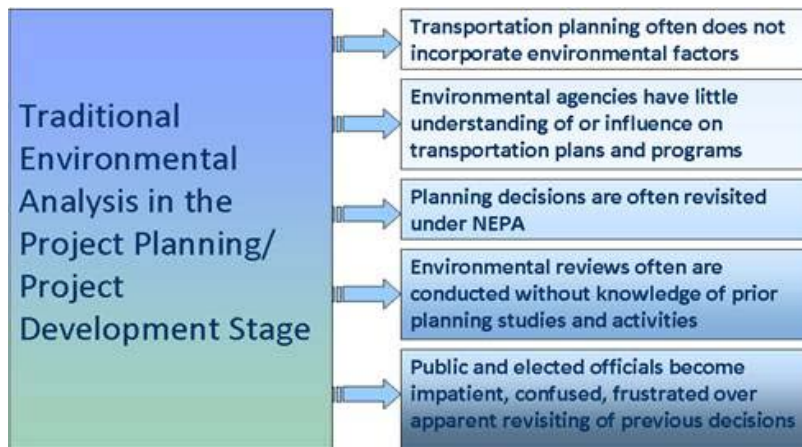 Traditional
Environmental
Analysis in the
Project Planning/
Project
Development Stage
Transportation planning often does not
incorporate environmental factors
Environmental agencies have little
understanding of or influence on
transportation plans and programs
Planning decisions are often revisited
under NEPA
Environmental reviews often are
conducted without knowledge of prior
planning studies and activities
Public and elected officials become
impatient, confused, frustrated over
apparent revisiting of previous decisions